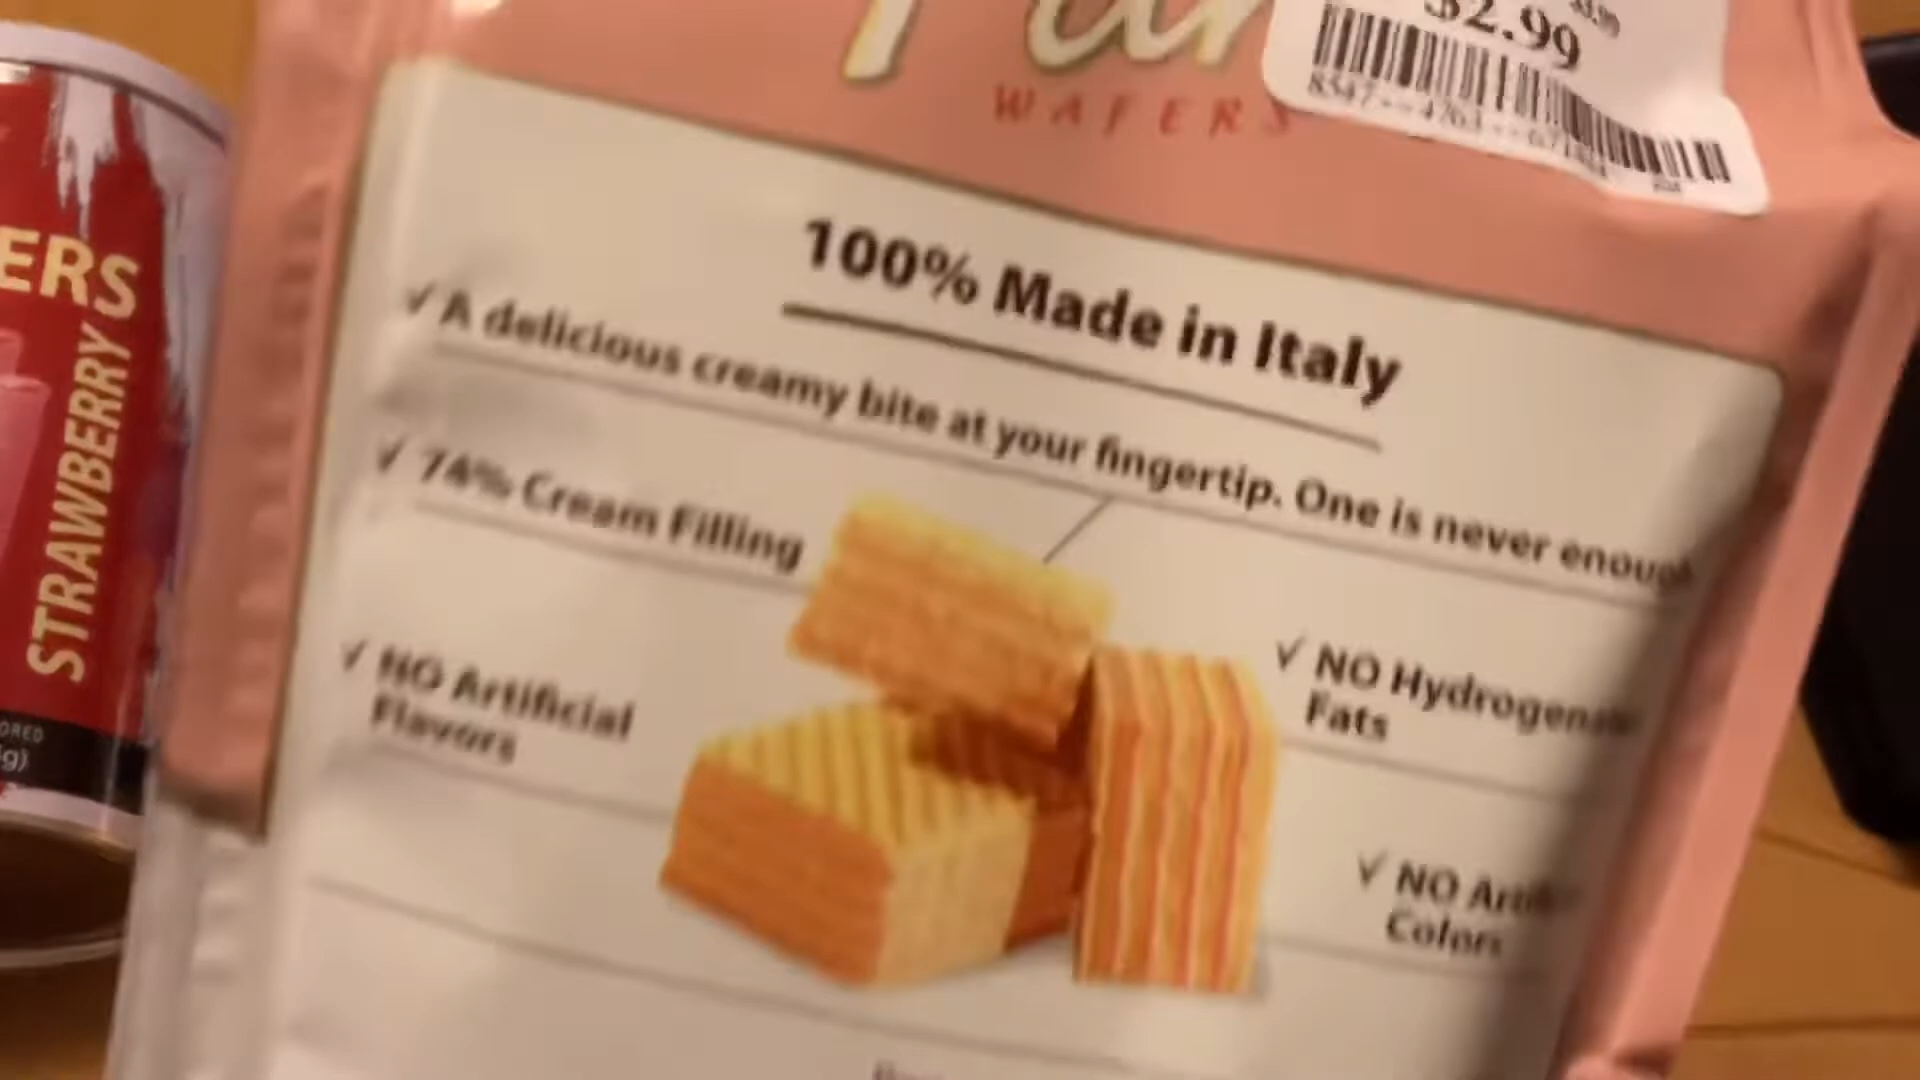 $2.99
WAFERS
100% Made in Italy
✓ A delicious creamy bite at your fingertip. One is never
✓ 74% Cream Filling
✓ NO Artificial
Flavors
✓ NO
Fats
✓ NO
Colors
ERS
STRAWBERRY